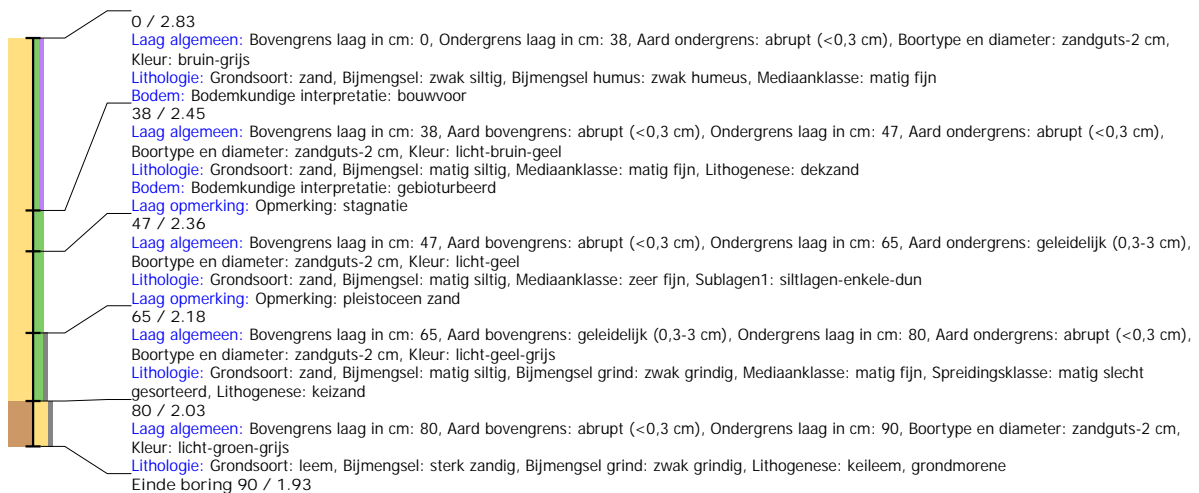 0 / 2.83
Laag algemeen: Bovengrens laag in cm: 0, Ondergrens laag in cm: 38, Aard ondergrens: abrupt (<0,3 cm), Boortype en diameter: zandguts-2 cm,
Kleur: bruin-grijs
Lithologie: Grondsoort: zand, Bijmengsel: zwak siltig, Bijmengsel humus: zwak humeus, Mediaanklasse: matig fijn
Bodem: Bodemkundige interpretatie: bouwvoor
38 / 2.45
Laag algemeen: Bovengrens laag in cm: 38, Aard bovengrens: abrupt (<0,3 cm), Ondergrens laag in cm: 47, Aard ondergrens: abrupt (<0,3 cm),
Boortype en diameter: zandguts-2 cm, Kleur: licht-bruin-geel
Lithologie: Grondsoort: zand, Bijmengsel: matig siltig, Mediaanklasse: matig fijn, Lithogenese: dekzand
Bodem: Bodemkundige interpretatie: gebioturbeerd
Laag opmerking: Opmerking: stagnatie
47 / 2.36
Laag algemeen: Bovengrens laag in cm: 47, Aard bovengrens: abrupt (<0,3 cm), Ondergrens laag in cm: 65, Aard ondergrens: geleidelijk (0,3-3 cm),
Boortype en diameter: zandguts-2 cm, Kleur: licht-geel
Lithologie: Grondsoort: zand, Bijmengsel: matig siltig, Mediaanklasse: zeer fijn, Sublagen1: siltlagen-enkele-dun
Laag opmerking: Opmerking: pleistoceen zand
65 / 2.18
Laag algemeen: Bovengrens laag in cm: 65, Aard bovengrens: geleidelijk (0,3-3 cm), Ondergrens laag in cm: 80, Aard ondergrens: abrupt (<0,3 cm),
Boortype en diameter: zandguts-2 cm, Kleur: licht-geel-grijs
Lithologie: Grondsoort: zand, Bijmengsel: matig siltig, Bijmengsel grind: zwak grindig, Mediaanklasse: matig fijn, Spreidingsklasse: matig slecht
gesorteerd, Lithogenese: keizand
80 / 2.03
Laag algemeen: Bovengrens laag in cm: 80, Aard bovengrens: abrupt (<0,3 cm), Ondergrens laag in cm: 90, Boortype en diameter: zandguts-2 cm,
Kleur: licht-groen-grijs
Lithologie: Grondsoort: leem, Bijmengsel: sterk zandig, Bijmengsel grind: zwak grindig, Lithogenese: keileem, grondmorene
Einde boring 90 / 1.93